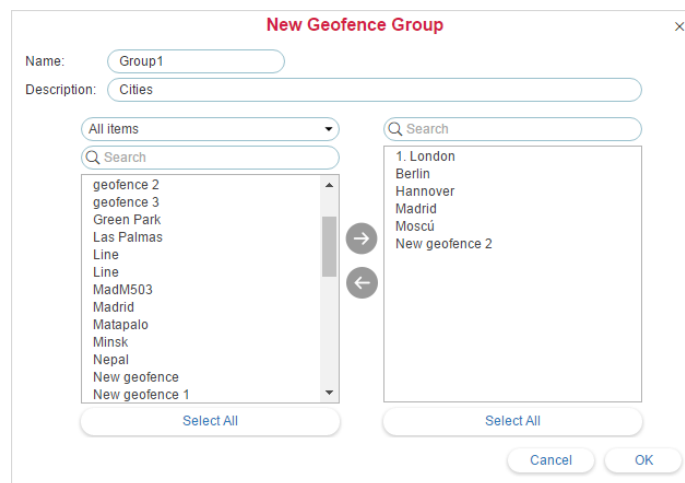 New Geofence Group
×
Name: Group1
Description: Cities
All items
Search
geofence 2
geofence 3
Green Park
Las Palmas
Line
Line
MadM503
Madrid
Matapalo
Minsk
Nepal
New geofence
New geofence 1
Select All
Search
1. London
Berlin
Hannover
Madrid
Moscú
New geofence 2
Select All
Cancel OK